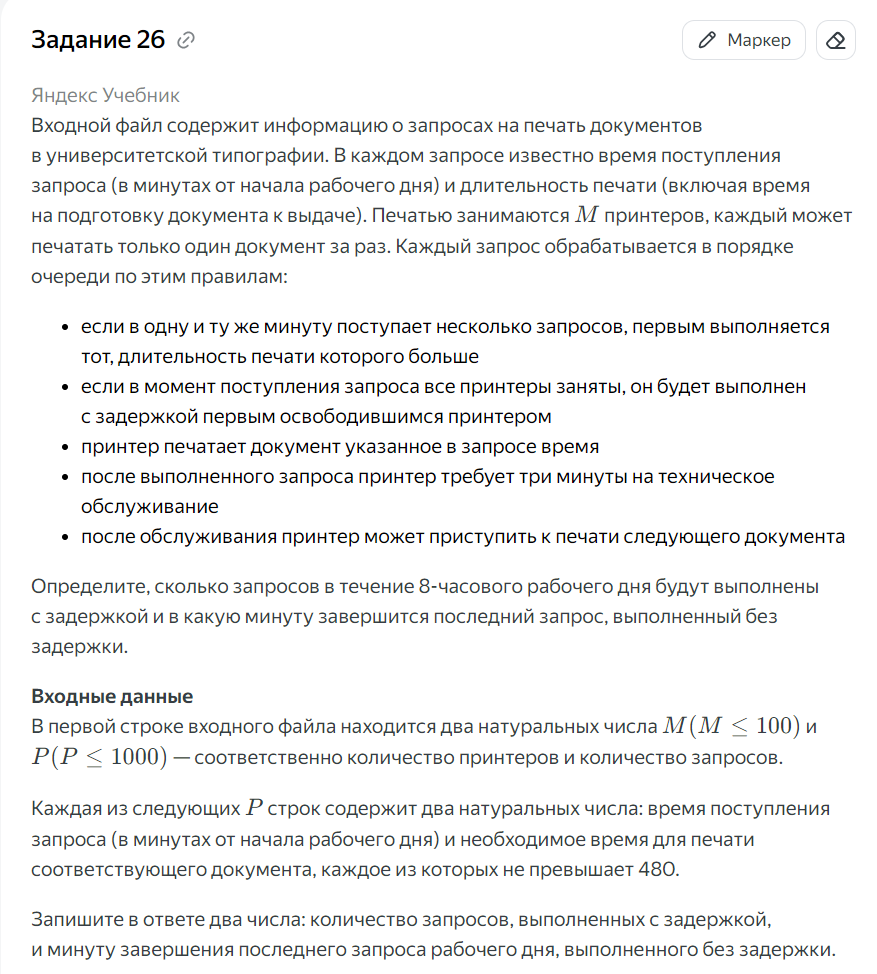 Задание 26
Маркер
Яндекс Учебник
Входной файл содержит информацию о запросах на печать документов
в университетской типографии. В каждом запросе известно время поступления
запроса (в минутах от начала рабочего дня) и длительность печати (включая время
на подготовку документа к выдаче). Печатью занимаются M принтеров, каждый может
печатать только один документ за раз. Каждый запрос обрабатывается в порядке
очереди по этим правилам:
• если в одну и ту же минуту поступает несколько запросов, первым выполняется
тот, длительность печати которого больше
• если в момент поступления запроса все принтеры заняты, он будет выполнен
с задержкой первым освободившимся принтером
• принтер печатает документ указанное в запросе время
• после выполненного запроса принтер требует три минуты на техническое
обслуживание
• после обслуживания принтер может приступить к печати следующего документа
Определите, сколько запросов в течение 8-часового рабочего дня будут выполнены
с задержкой и в какую минуту завершится последний запрос, выполненный без
задержки.
Входные данные
В первой строке входного файла находится два натуральных числа M(M ≤ 100) и
P(P ≤ 1000) — соответственно количество принтеров и количество запросов.
Каждая из следующих P строк содержит два натуральных числа: время поступления
запроса (в минутах от начала рабочего дня) и необходимое время для печати
соответствующего документа, каждое из которых не превышает 480.
Запишите в ответе два числа: количество запросов, выполненных с задержкой,
и минуту завершения последнего запроса рабочего дня, выполненного без задержки.